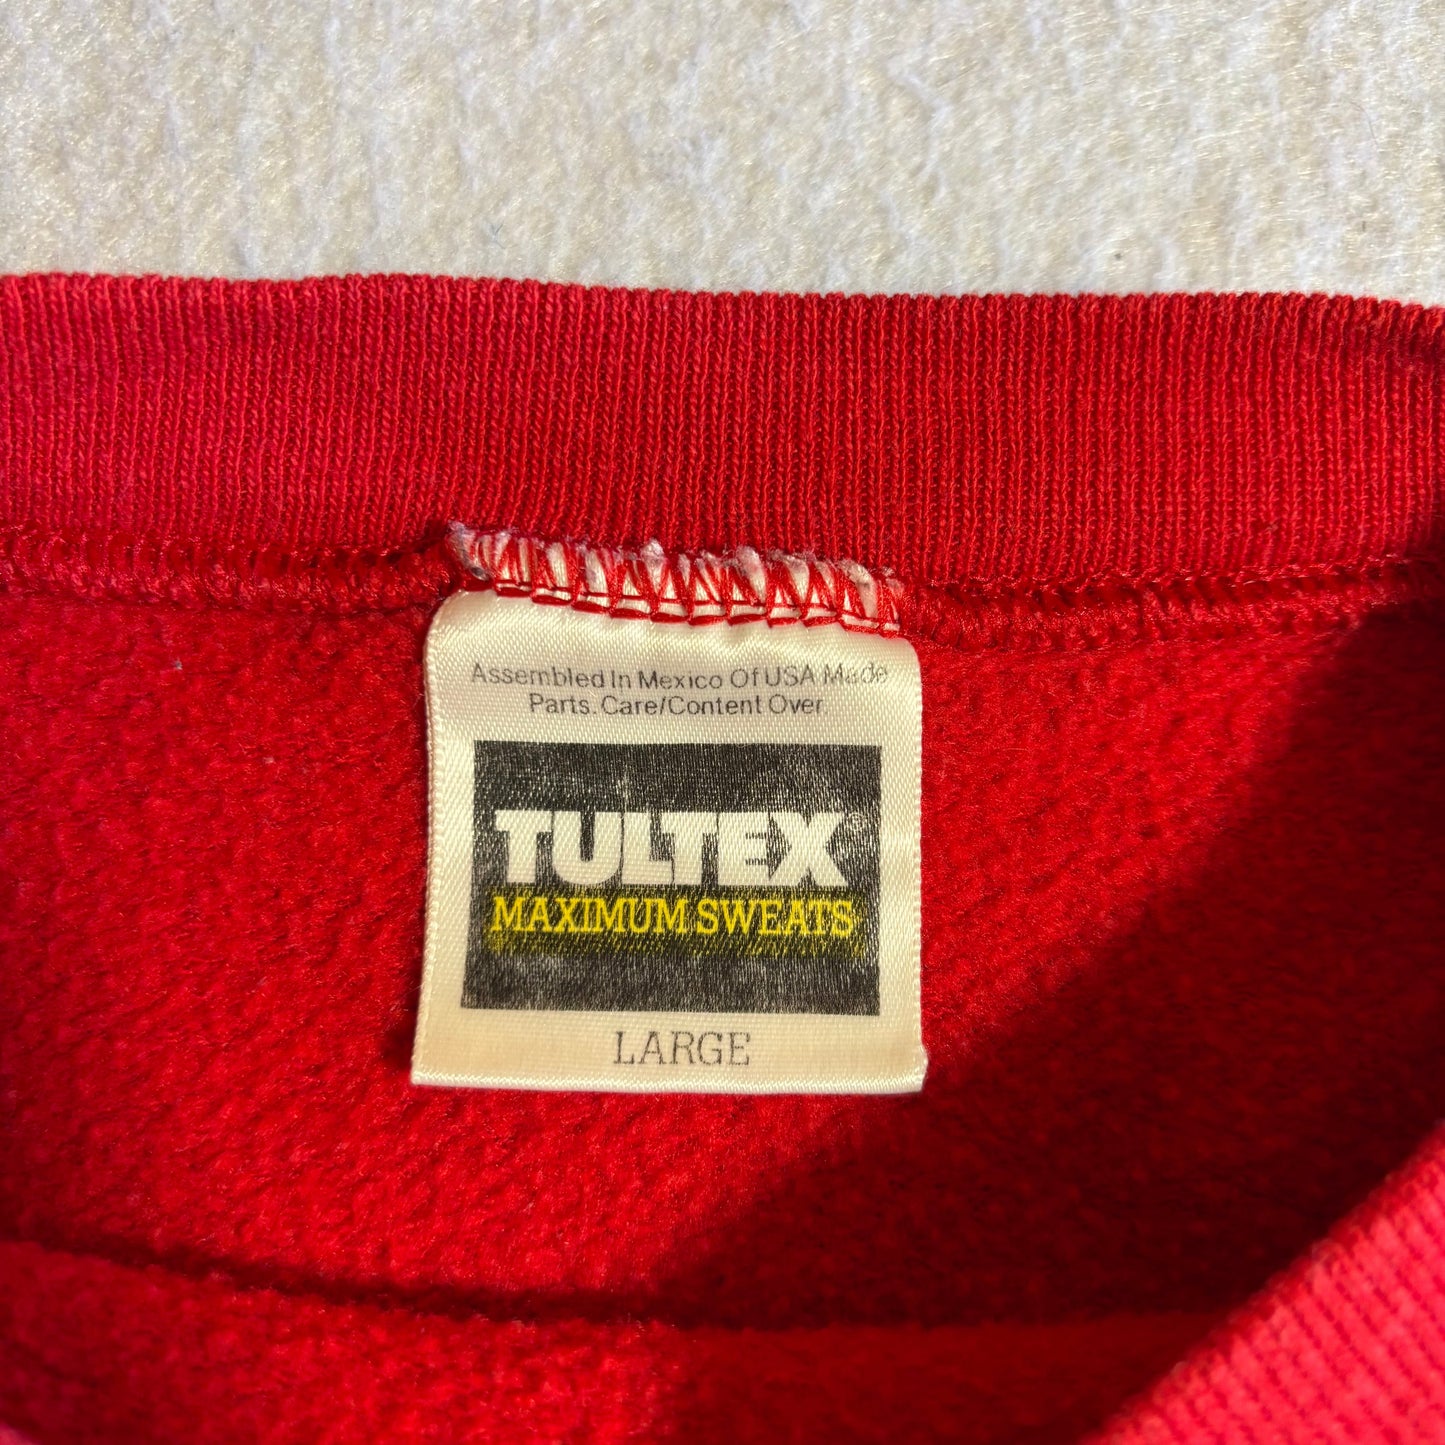 Assembled In Mexico Of USA Made
Parts. Care/Content Over.
TULTEX®
MAXIMUM SWEATS
LARGE